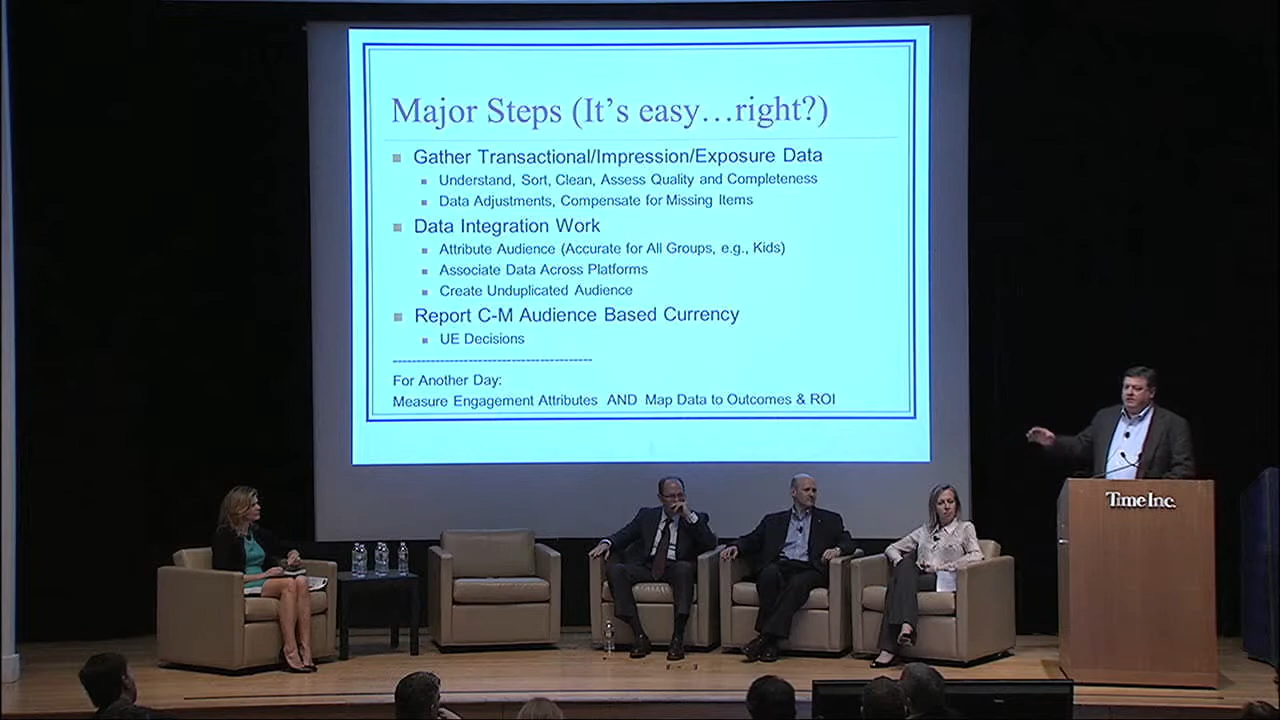 Major Steps (It's easy…right?)
Gather Transactional/Impression/Exposure Data
Understand, Sort, Clean, Assess Quality and Completeness
Data Adjustments, Compensate for Missing Items
Data Integration Work
Attribute Audience (Accurate for All Groups, e.g., Kids)
Associate Data Across Platforms
Create Unduplicated Audience
Report C-M Audience Based Currency
UE Decisions
----------------------------------------
For Another Day:
Measure Engagement Attributes AND Map Data to Outcomes & ROI
Time Inc.